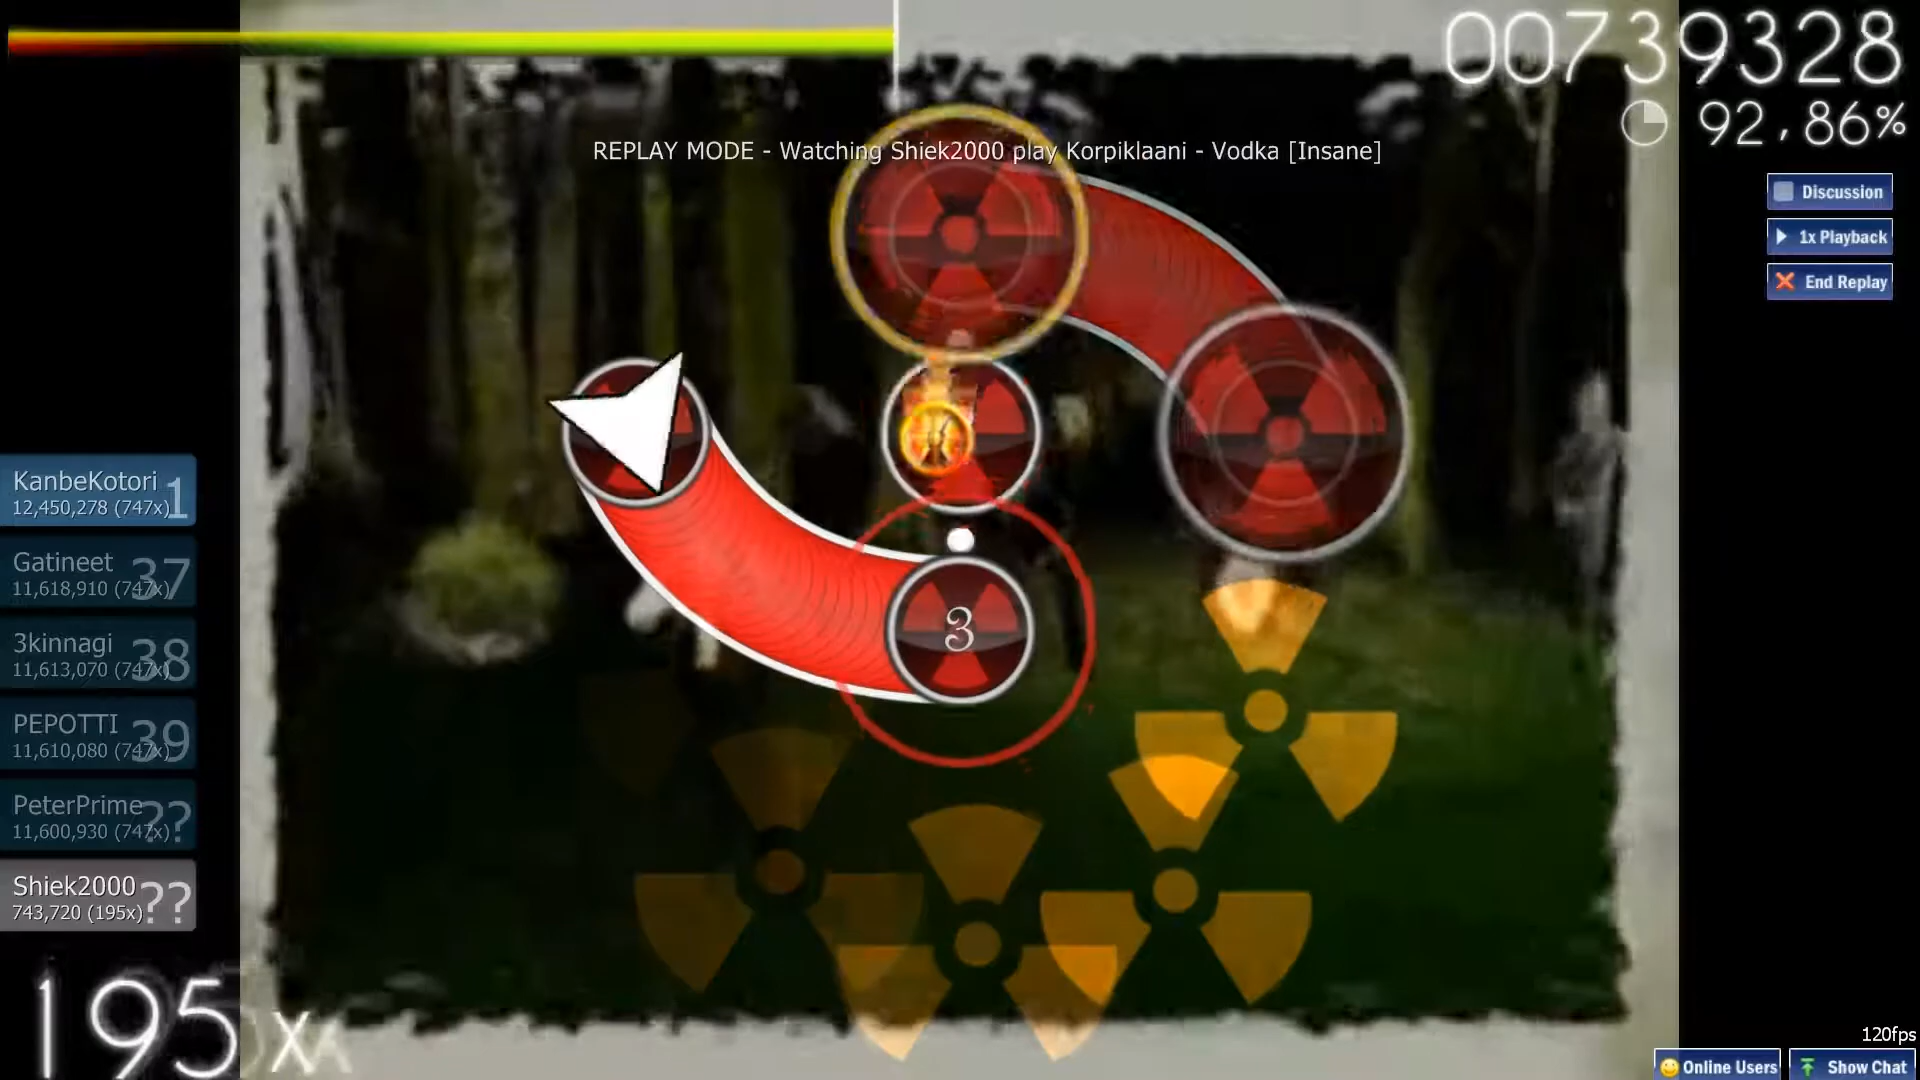 00739328
92.86%
REPLAY MODE - Watching Shiek2000 play Korpiklaani - Vodka [Insane]
Discussion
1x Playback
End Replay
KanbeKotori
12,450,278 (747x)
1
Gatineet
11,618,910 (747x)
37
3kinnagi
11,613,070 (747x)
38
PEPOTTI
11,610,080 (747x)
39
PeterPrime
11,600,930 (747x)
??
Shiek2000
743,720 (195x)
??
3
195x
120fps
Online Users
Show Chat